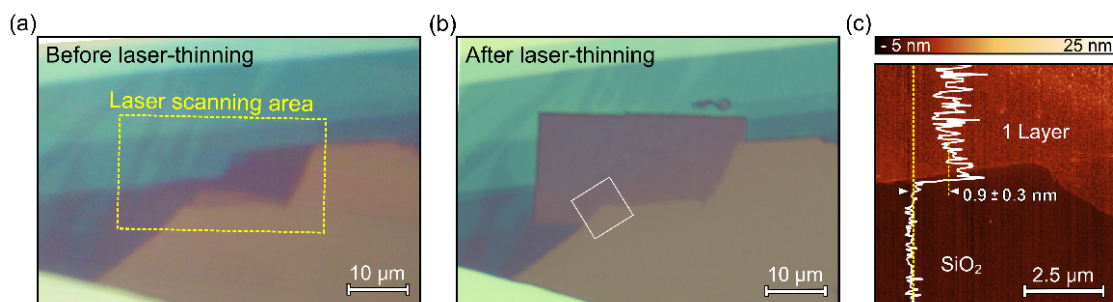 (a)
Before laser-thinning
Laser scanning area
10 µm
(b)
After laser-thinning
10 µm
(c)
- 5 nm
25 nm
1 Layer
0.9 ± 0.3 nm
SiO₂
2.5 µm